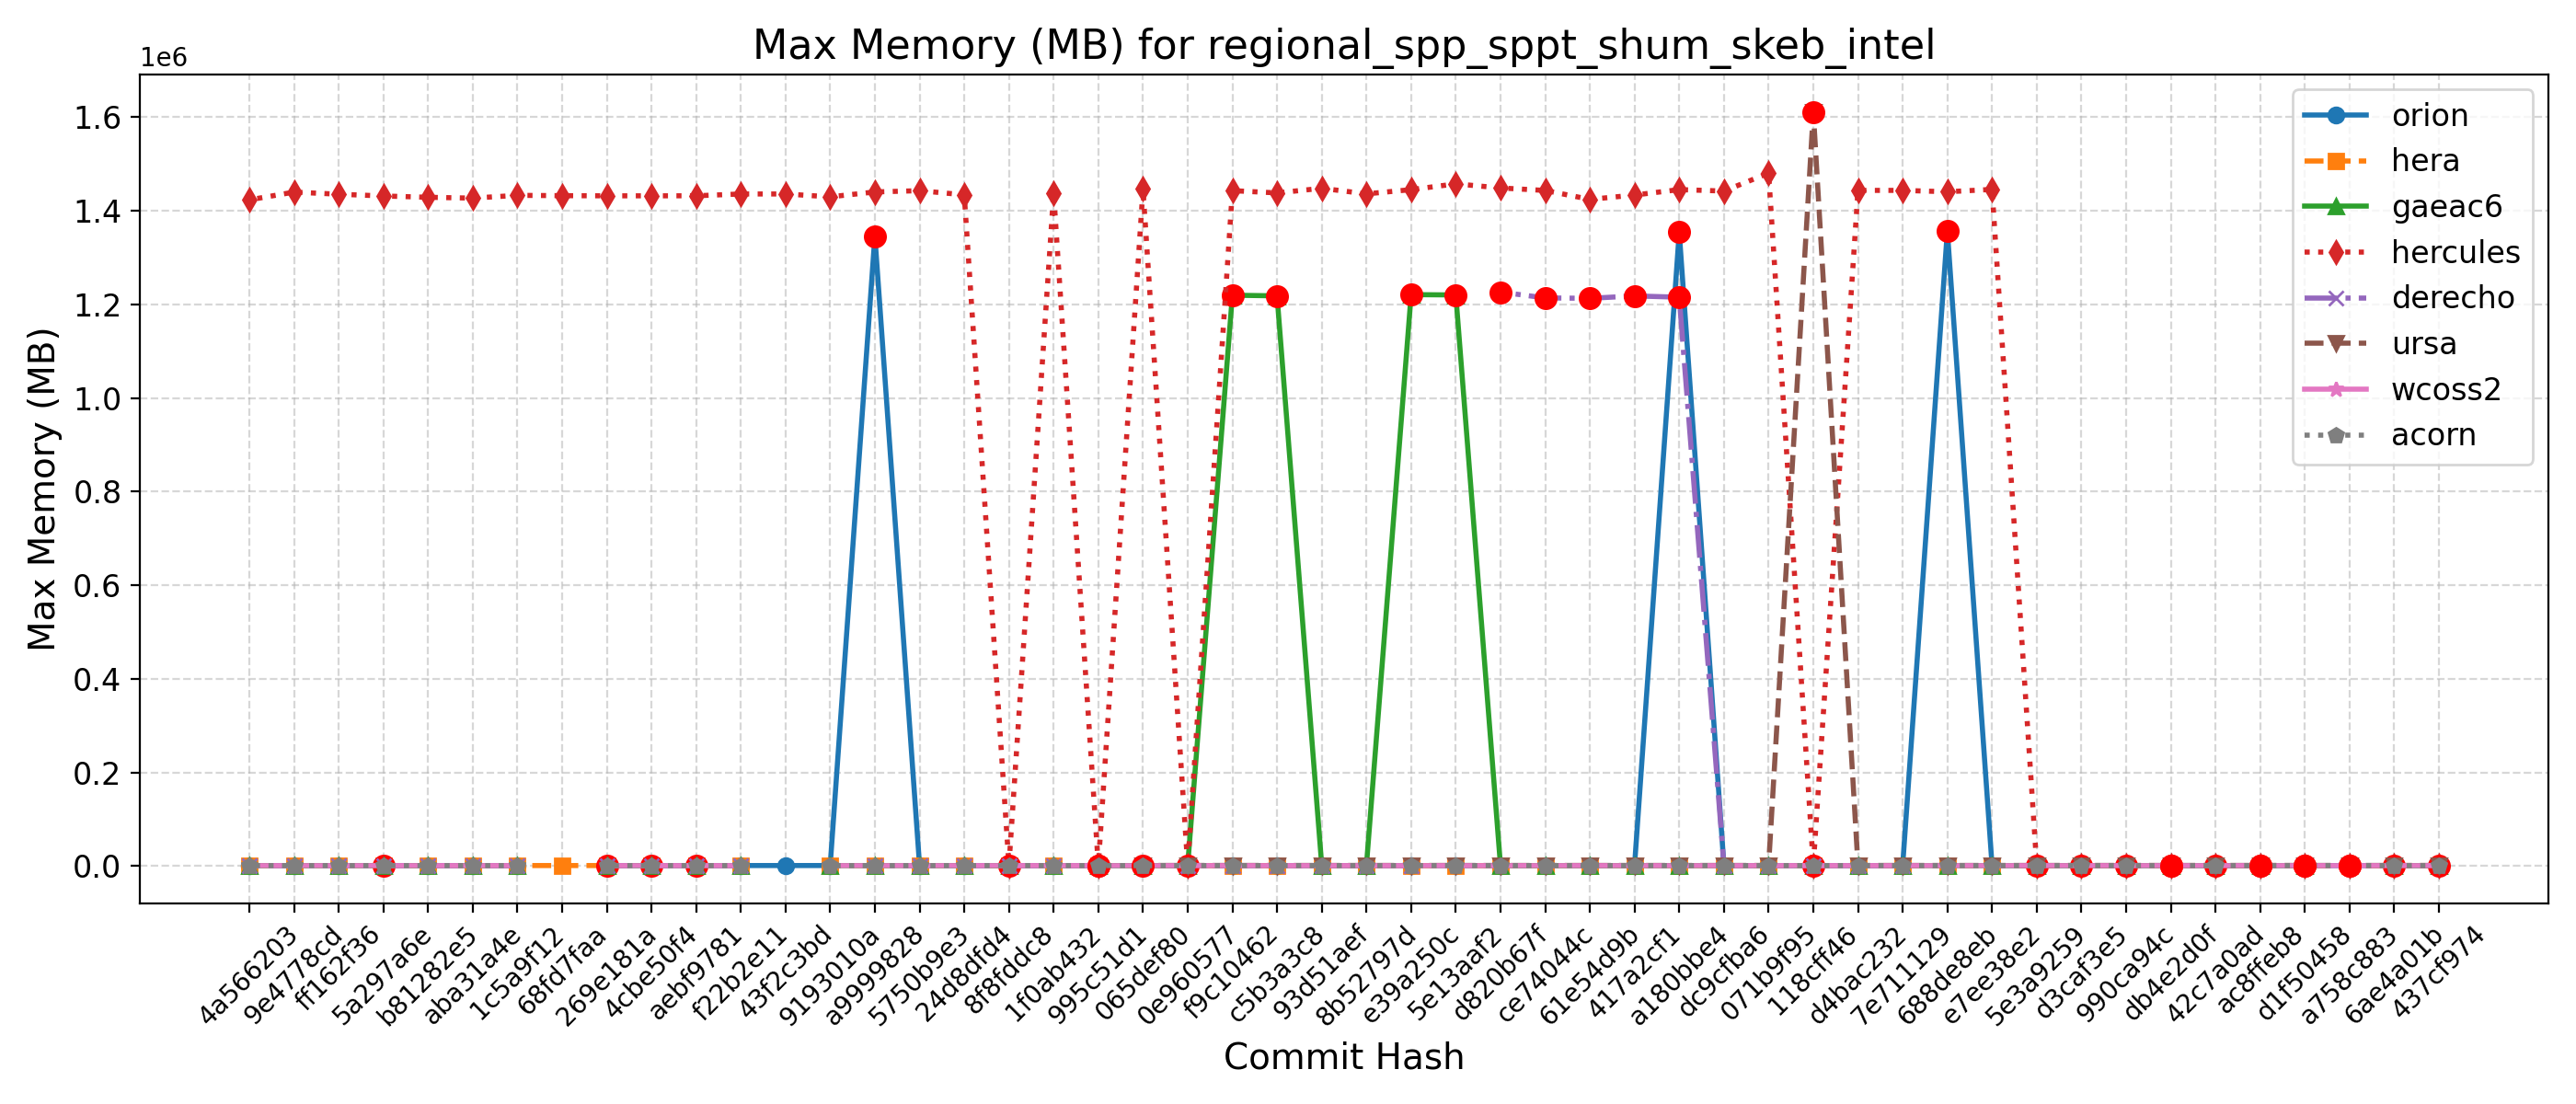 Max Memory (MB) for regional_spp_sppt_shum_skeb_intel
1e6
1.6
1.4
1.2
1.0
0.8
0.6
0.4
0.2
0.0
Max Memory (MB)
orion
hera
gaeac6
hercules
derecho
ursa
wcoss2
acorn
4a566203
9e4778cd
ff162f36
5a297a6e
b81282e5
aba31a4e
1c5a9f12
68fd7faa
269e181a
4cbe50f4
aebf9781
f22b2e11
43f2c3bd
9193010a
a9999828
5750b9e3
24d8dfd4
8f8fddc8
1f0ab432
995c51d1
065def80
0e960577
f9c10462
c5b3a3c8
93d51aef
8b52797d
e39a250c
5e13aaf2
d820b67f
ce74044c
61e54d9b
417a2cf1
a180bbe4
dc9cfba6
071b9f95
118cff46
d4bac232
7e711129
688de8eb
e7ee38e2
5e3a9259
d3caf3e5
990ca94c
db4e2d0f
42c7a0ad
ac8ffeb8
d1f50458
a758c883
6ae4a01b
437cf974
Commit Hash